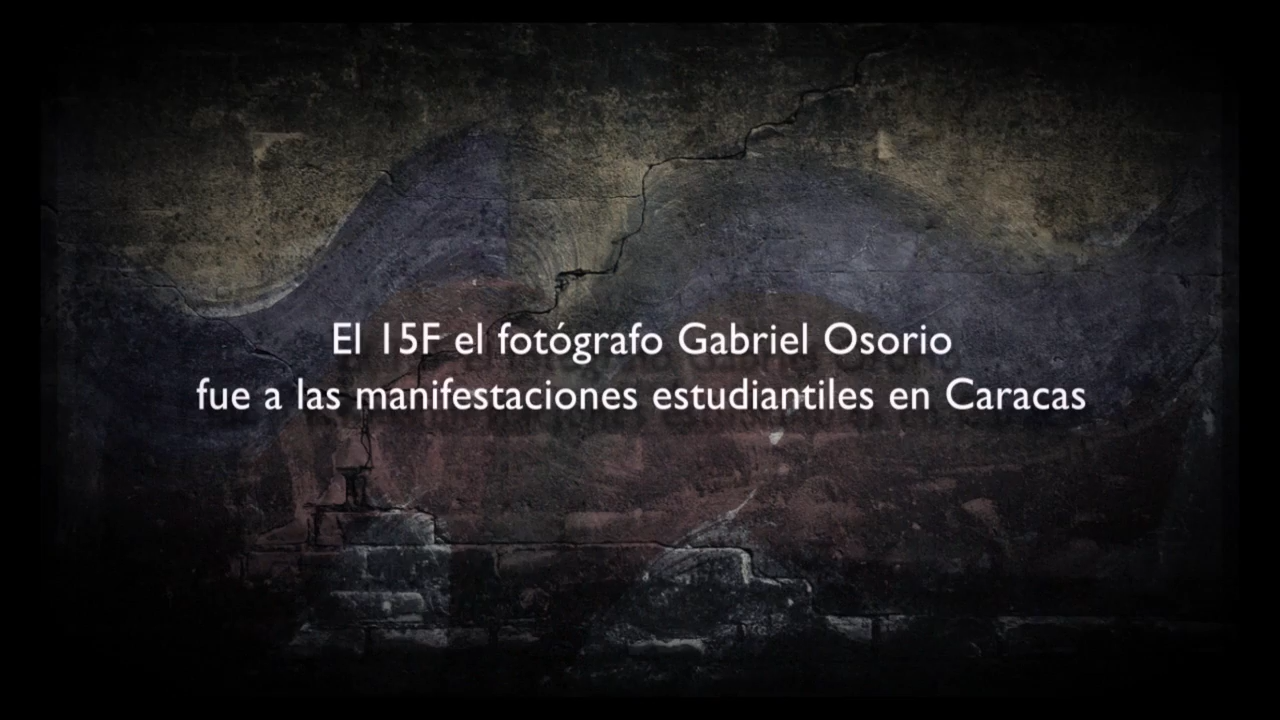 El 15F el fotógrafo Gabriel Osorio
fue a las manifestaciones estudiantiles en Caracas